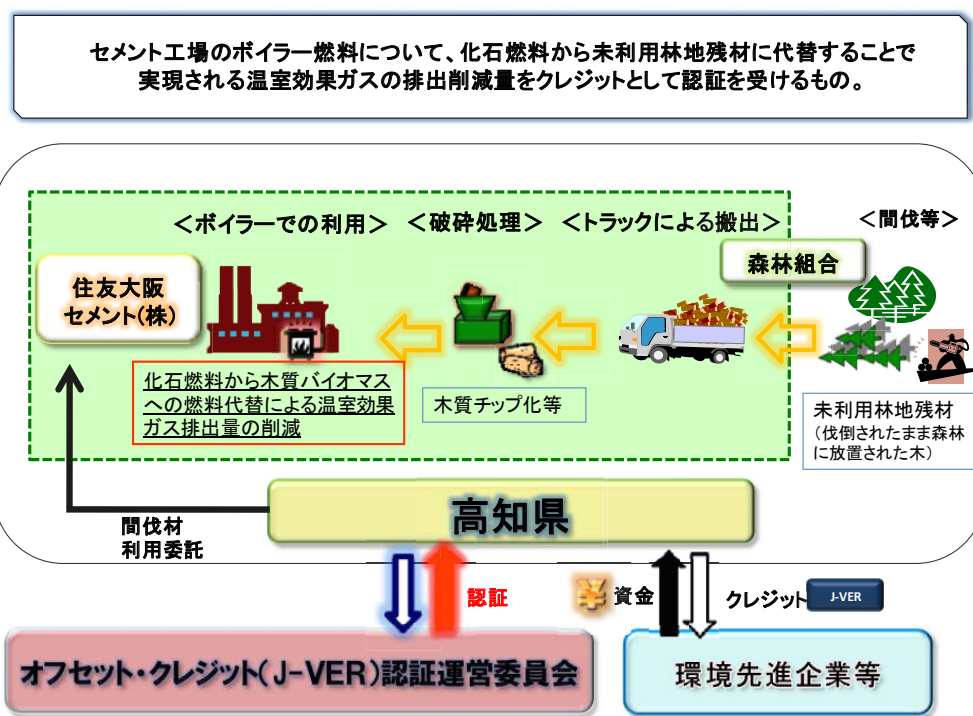 セメント工場のボイラー燃料について、化石燃料から未利用林地残材に代替することで
実現される温室効果ガスの排出削減量をクレジットとして認証を受けるもの。
＜ボイラーでの利用＞
＜破砕処理＞
＜トラックによる搬出＞
＜間伐等＞
森林組合
住友大阪
セメント(株)
化石燃料から木質バイオマス
への燃料代替による温室効果
ガス排出量の削減
木質チップ化等
未利用林地残材
（伐倒されたまま森林
に放置された木）
高知県
間伐材
利用委託
認証
¥
資金
クレジット
J-VER
オフセット・クレジット（J-VER）認証運営委員会
環境先進企業等